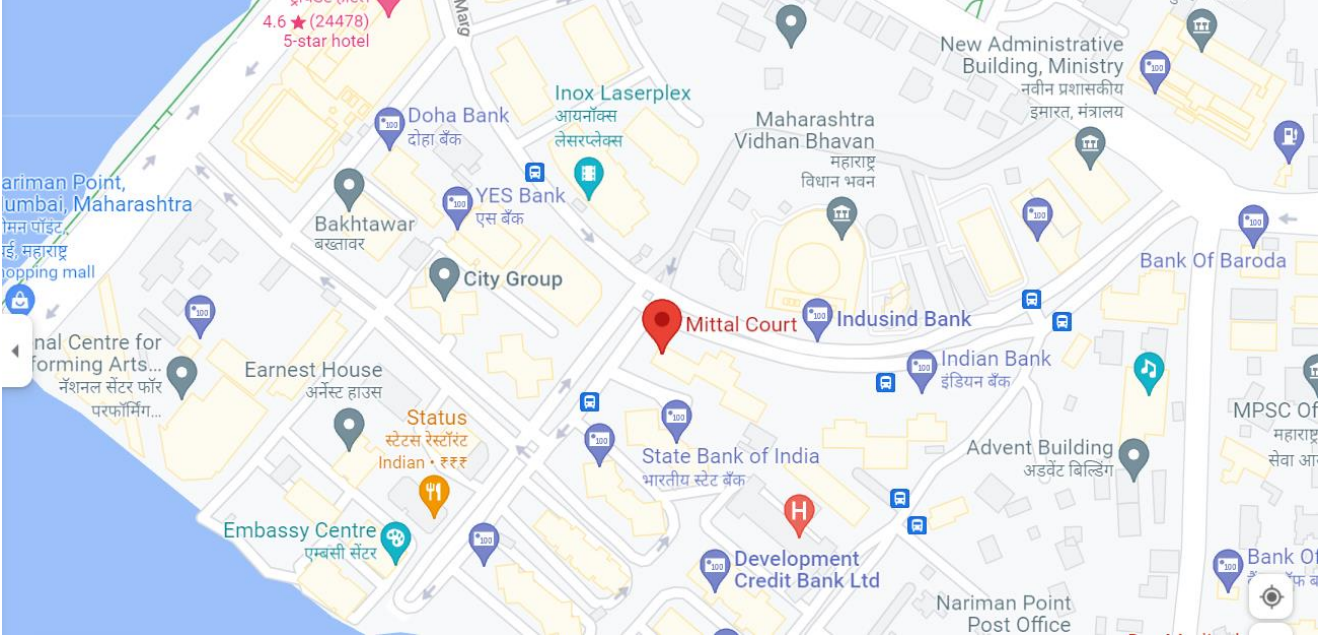 4.6 ★ (24478)
5-star hotel
Marg
Doha Bank
दोहा बँक
Inox Laserplex
आयनॉक्स
लेसरप्लेक्स
New Administrative
Building, Ministry
नवीन प्रशासकीय
इमारत, मंत्रालय
Maharashtra
Vidhan Bhavan
महाराष्ट्र
विधान भवन
ariman Point,
umbai, Maharashtra
महाराष्ट्र
hopping mall
YES Bank
एस बँक
Bakhtawar
बख्तावर
City Group
Bank Of Baroda
Mittal Court
Indusind Bank
nal Centre for
forming Arts...
नॅशनल सेंटर फॉर
परफॉर्मिंग...
Earnest House
अर्नेस्ट हाउस
Indian Bank
इंडियन बँक
Status
स्टेटस रेस्टॉरंट
Indian • ₹₹₹
State Bank of India
भारतीय स्टेट बँक
Advent Building
अडवेंट बिल्डिंग
MPSC Of
महाराष्ट्र
सेवा
H
Embassy Centre
एम्बसी सेंटर
Development
Credit Bank Ltd
Bank Of
Nariman Point
Post Office